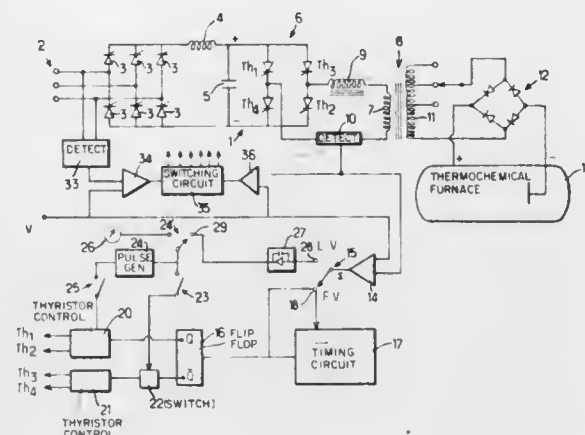 4
6
9
8
2
3
3
3
3
3
3
+
Th1
Th3
5
Th4
Th2
7
11
12
1
10
DETECT
DETECT
33
34
SWITCHING
CIRCUIT
35
36
+
-
THERMOCHEMICAL
FURNACE
1
V
26
24
29
27
28
L V
15
PULSE
GEN
24
25
23
s
14
18
F V
THYRISTOR
CONTROL
Th1
Th2
20
Q
16
FLIP
FLOP
TIMING
CIRCUIT
17
Th3
Th4
21
Q̄
22(SWITCH)
THYRISTOR
CONTROL